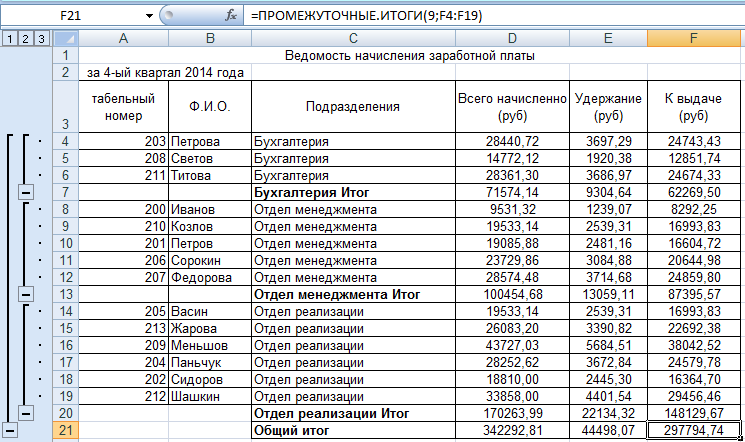 F21 fx =ПРОМЕЖУТОЧНЫЕ.ИТОГИ(9;F4:F19)
1 2 3 A B C D E F
1 Ведомость начисления заработной платы
2 за 4-ый квартал 2014 года
3 табельный номер Ф.И.О. Подразделения Всего начисленно (руб) Удержание (руб) К выдаче (руб)
4 203 Петрова Бухгалтерия 28440,72 3697,29 24743,43
5 208 Светов Бухгалтерия 14772,12 1920,38 12851,74
6 211 Титова Бухгалтерия 28361,30 3686,97 24674,33
7 Бухгалтерия Итог 71574,14 9304,64 62269,50
8 200 Иванов Отдел менеджмента 9531,32 1239,07 8292,25
9 210 Козлов Отдел менеджмента 19533,14 2539,31 16993,83
10 201 Петров Отдел менеджмента 19085,88 2481,16 16604,72
11 206 Сорокин Отдел менеджмента 23729,86 3084,88 20644,98
12 207 Федорова Отдел менеджмента 28574,48 3714,68 24859,80
13 Отдел менеджмента Итог 100454,68 13059,11 87395,57
14 205 Васин Отдел реализации 19533,14 2539,31 16993,83
15 213 Жарова Отдел реализации 26083,20 3390,82 22692,38
16 209 Меньшов Отдел реализации 43727,03 5684,51 38042,52
17 204 Паньчук Отдел реализации 28252,62 3672,84 24579,78
18 202 Сидоров Отдел реализации 18810,00 2445,30 16364,70
19 212 Шашкин Отдел реализации 33858,00 4401,54 29456,46
20 Отдел реализации Итог 170263,99 22134,32 148129,67
21 Общий итог 342292,81 44498,07 297794,74